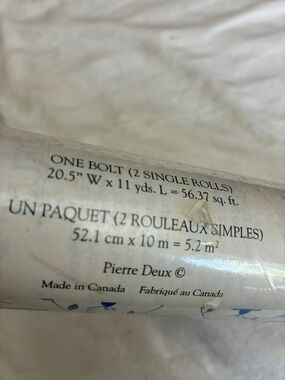 ONE BOLT (2 SINGLE ROLLS)
20.5" W x 11 yds. L = 56.37 sq. ft.
UN PAQUET (2 ROULEAUX SIMPLES)
52.1 cm x 10 m = 5.2 m²
Pierre Deux ©
Made in Canada Fabriqué au Canada